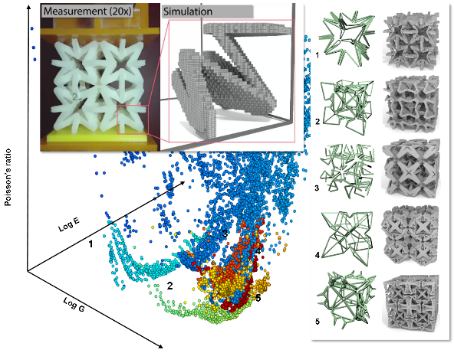 Measurement (20x)
Simulation
Poisson's ratio
Log E
Log G
1
2
3
4
5
1
2
3
4
5